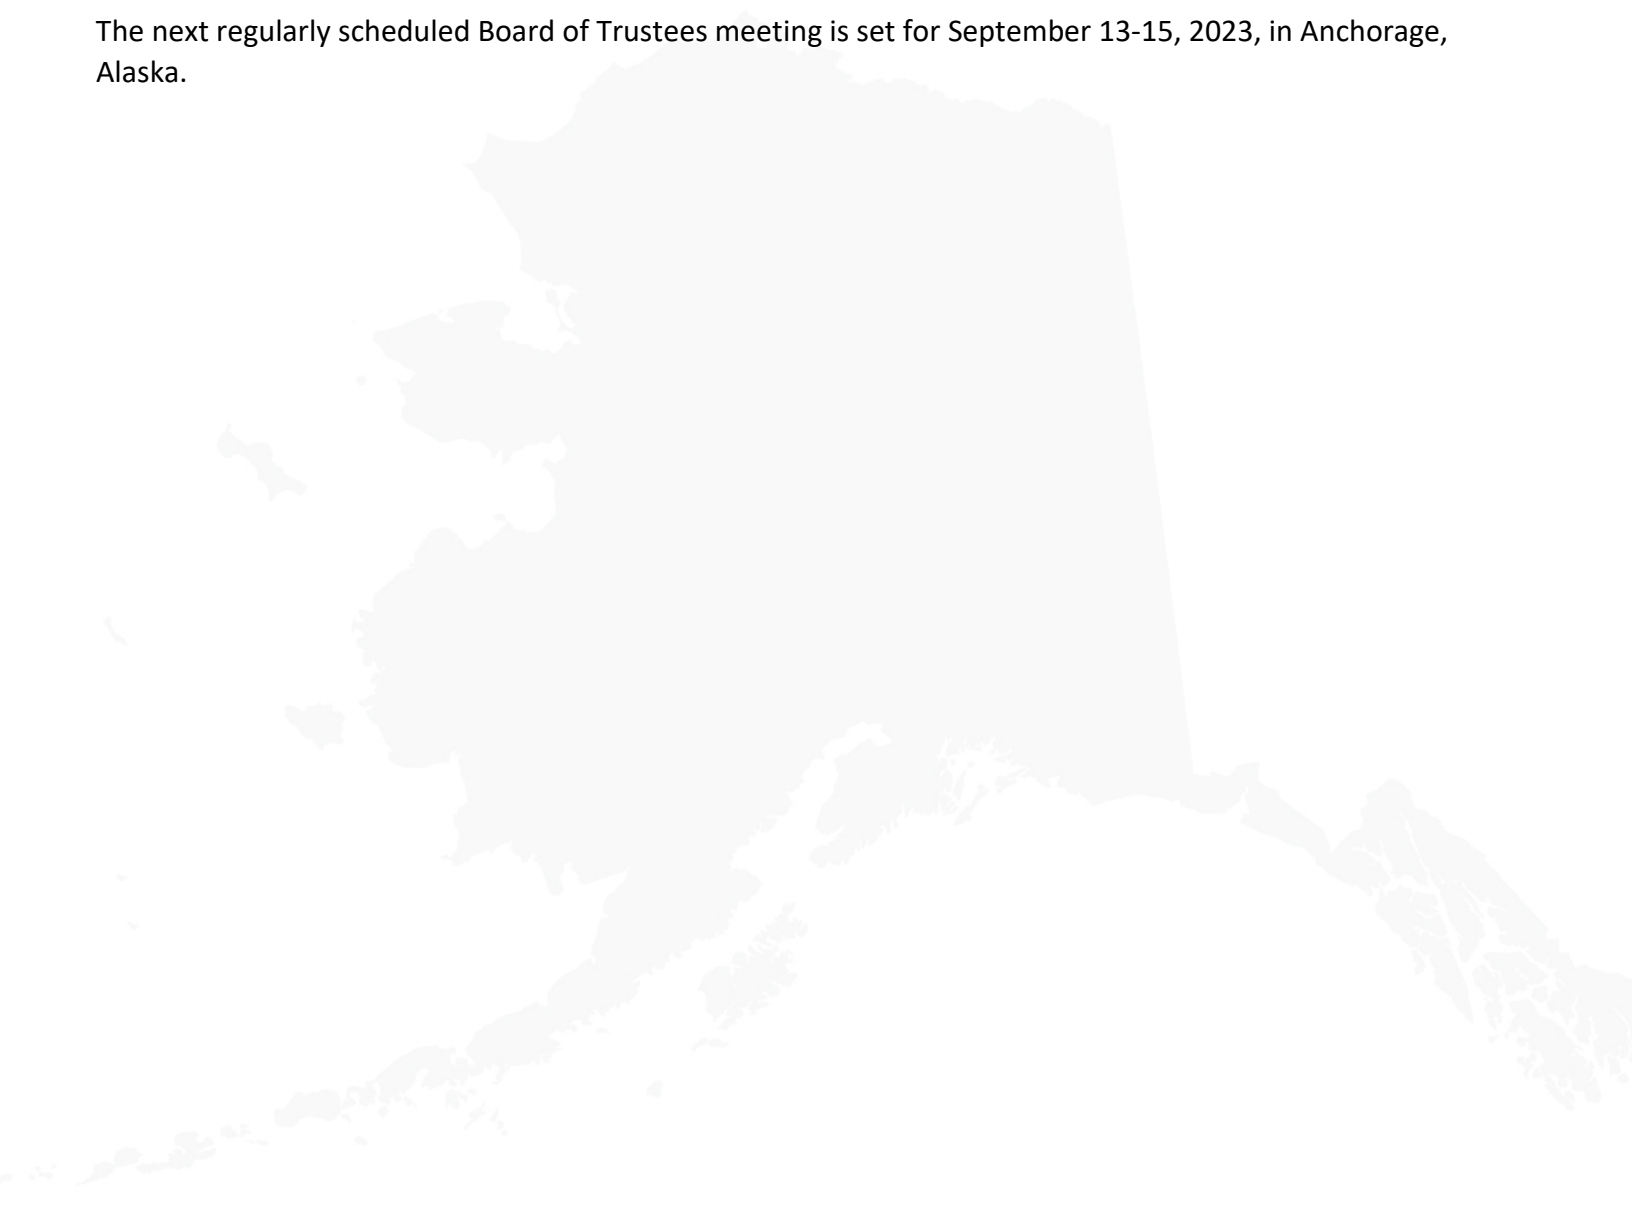 The next regularly scheduled Board of Trustees meeting is set for September 13-15, 2023, in Anchorage,
Alaska.